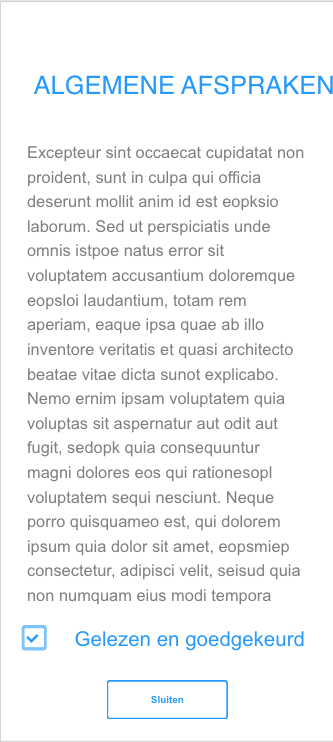 ALGEMENE AFSPRAKEN
Excepteur sint occaecat cupidatat non
proident, sunt in culpa qui officia
deserunt mollit anim id est eopksio
laborum. Sed ut perspiciatis unde
omnis istpoe natus error sit
voluptatem accusantium doloremque
eopsloi laudantium, totam rem
aperiam, eaque ipsa quae ab illo
inventore veritatis et quasi architecto
beatae vitae dicta sunot explicabo.
Nemo ernim ipsam voluptatem quia
voluptas sit aspernatur aut odit aut
fugit, sedopk quia consequuntur
magni dolores eos qui rationesopl
voluptatem sequi nesciunt. Neque
porro quisquameo est, qui dolorem
ipsum quia dolor sit amet, eopsmiep
consectetur, adipisci velit, seisud quia
non numquam eius modi tempora
Gelezen en goedgekeurd
Sluiten